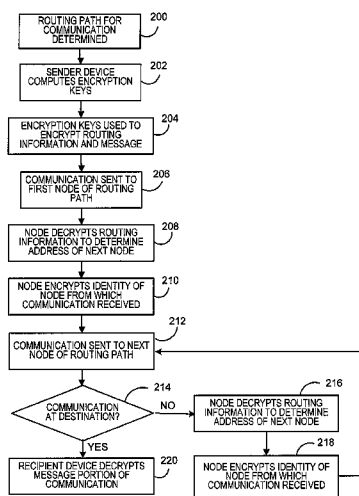 ROUTING PATH FOR
COMMUNICATION
DETERMINED
200
SENDER DEVICE
COMPUTES ENCRYPTION
KEYS
202
ENCRYPTION KEYS USED TO
ENCRYPT ROUTING
INFORMATION AND MESSAGE
204
COMMUNICATION SENT TO
FIRST NODE OF ROUTING
PATH
206
NODE DECRYPTS ROUTING
INFORMATION TO DETERMINE
ADDRESS OF NEXT NODE
208
NODE ENCRYPTS IDENTITY OF
NODE FROM WHICH
COMMUNICATION RECEIVED
210
COMMUNICATION SENT TO NEXT
NODE OF ROUTING PATH
212
COMMUNICATION
AT DESTINATION?
214
NO
YES
NODE DECRYPTS ROUTING
INFORMATION TO DETERMINE
ADDRESS OF NEXT NODE
216
NODE ENCRYPTS IDENTITY OF
NODE FROM WHICH
COMMUNICATION RECEIVED
218
RECIPIENT DEVICE DECRYPTS
MESSAGE PORTION OF
COMMUNICATION
220